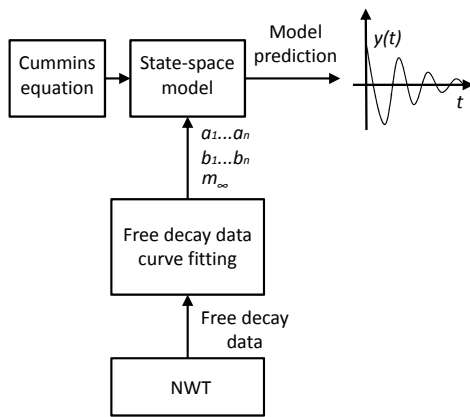 Model
prediction
y(t)
Cummins
equation
State-space
model
t
a₁...aₙ
b₁...bₙ
m∞
Free decay data
curve fitting
Free decay
data
NWT